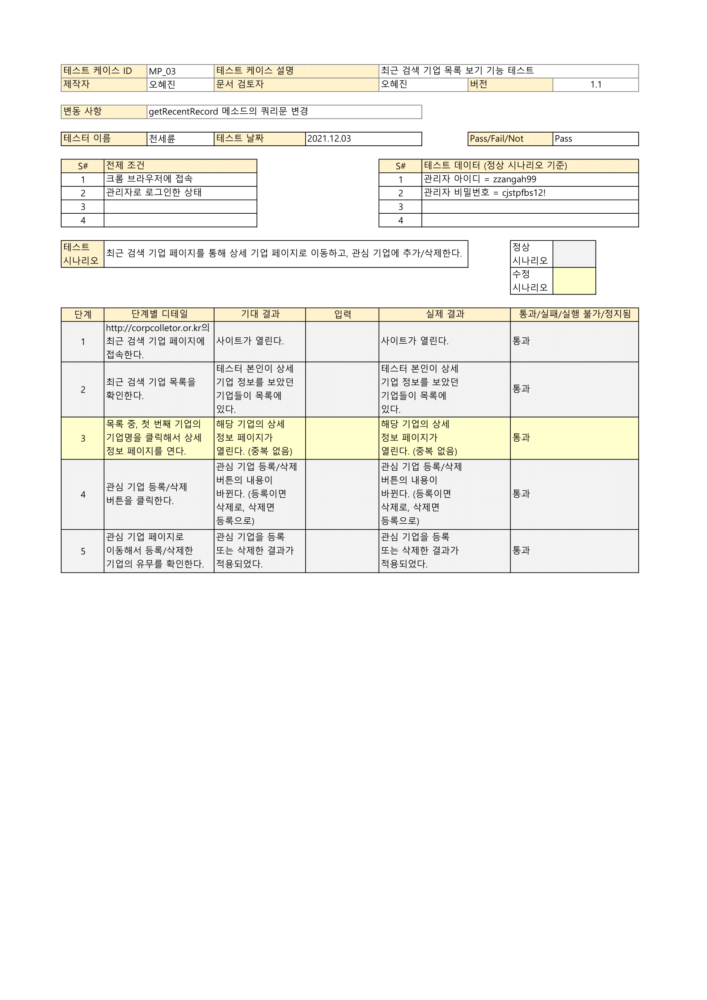 테스트 케이스 ID MP_03 테스트 케이스 설명 최근 검색 기업 목록 보기 기능 테스트
제작자 오혜진 문서 검토자 오혜진 버전 1.1
변동 사항 getRecentRecord 메소드의 쿼리문 변경
테스터 이름 천세륜 테스트 날짜 2021.12.03 Pass/Fail/Not Pass
S# 전제 조건
1 크롬 브라우저에 접속
2 관리자로 로그인한 상태
3
4
S# 테스트 데이터 (정상 시나리오 기준)
1 관리자 아이디 = zzangah99
2 관리자 비밀번호 = cjstpfbs12!
3
4
테스트
시나리오
최근 검색 기업 페이지를 통해 상세 기업 페이지로 이동하고, 관심 기업에 추가/삭제한다.
정상
시나리오
수정
시나리오
단계 단계별 디테일 기대 결과 입력 실제 결과 통과/실패/실행 불가/정지됨
1
http://corpcolletor.or.kr의
최근 검색 기업 페이지에
접속한다.
사이트가 열린다.
사이트가 열린다.
통과
2
최근 검색 기업 목록을
확인한다.
테스터 본인이 상세
기업 정보를 보았던
기업들이 목록에
있다.
테스터 본인이 상세
기업 정보를 보았던
기업들이 목록에
있다.
통과
3
목록 중, 첫 번째 기업의
기업명을 클릭해서 상세
정보 페이지를 연다.
해당 기업의 상세
정보 페이지가
열린다. (중복 없음)
해당 기업의 상세
정보 페이지가
열린다. (중복 없음)
통과
4
관심 기업 등록/삭제
버튼을 클릭한다.
관심 기업 등록/삭제
버튼의 내용이
바뀐다. (등록이면
삭제로, 삭제면
등록으로)
관심 기업 등록/삭제
버튼의 내용이
바뀐다. (등록이면
삭제로, 삭제면
등록으로)
통과
5
관심 기업 페이지로
이동해서 등록/삭제한
기업의 유무를 확인한다.
관심 기업을 등록
또는 삭제한 결과가
적용되었다.
관심 기업을 등록
또는 삭제한 결과가
적용되었다.
통과